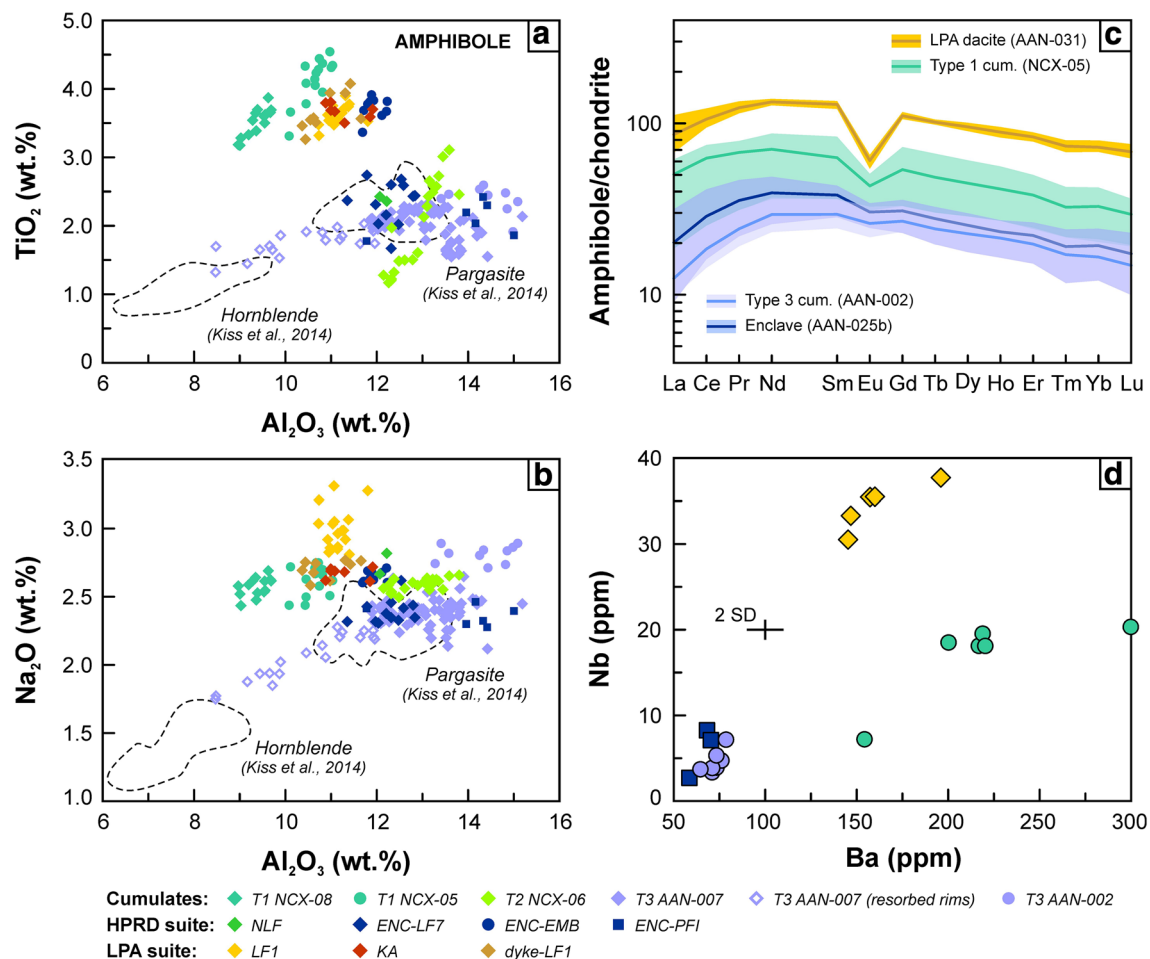 a
AMPHIBOLE
TiO2 (wt.%)
5.0
4.0
3.0
2.0
1.0
0
Pargasite
(Kiss et al., 2014)
Hornblende
(Kiss et al., 2014)
6 8 10 12 14 16
Al2O3 (wt.%)
c
LPA dacite (AAN-031)
Type 1 cum. (NCX-05)
Amphibole/chondrite
100
10
Type 3 cum. (AAN-002)
Enclave (AAN-025b)
La Ce Pr Nd Sm Eu Gd Tb Dy Ho Er Tm Yb Lu
b
Na2O (wt.%)
3.5
3.0
2.5
2.0
1.5
1.0
Pargasite
(Kiss et al., 2014)
Hornblende
(Kiss et al., 2014)
6 8 10 12 14 16
Al2O3 (wt.%)
d
Nb (ppm)
40
30
20
10
0
2 SD
50 100 150 200 250 300
Ba (ppm)
Cumulates: T1 NCX-08 T1 NCX-05 T2 NCX-06 T3 AAN-007 T3 AAN-007 (resorbed rims) T3 AAN-002
HPRD suite: NLF ENC-LF7 ENC-EMB ENC-PFI
LPA suite: LF1 KA dyke-LF1